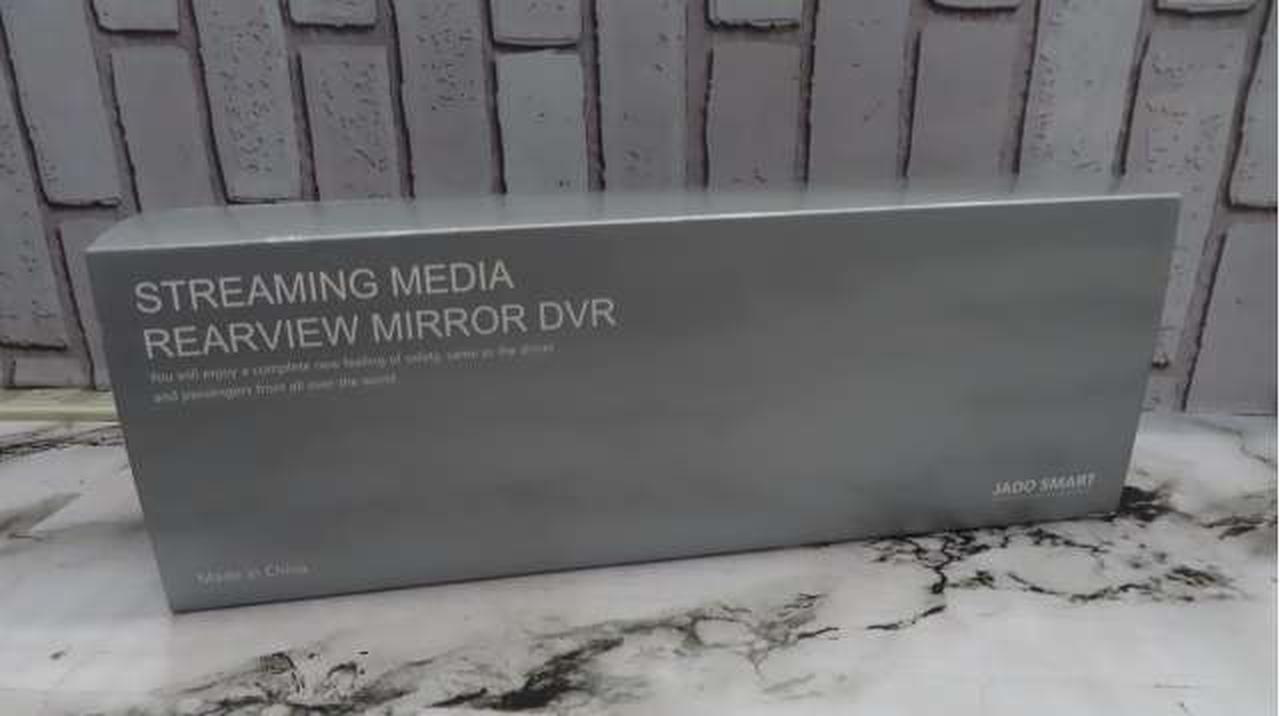 STREAMING MEDIA
REARVIEW MIRROR DVR
You will enjoy a complete new feeling of safety, same as the driver
and passengers from all over the world
Made in China
JADO SMART